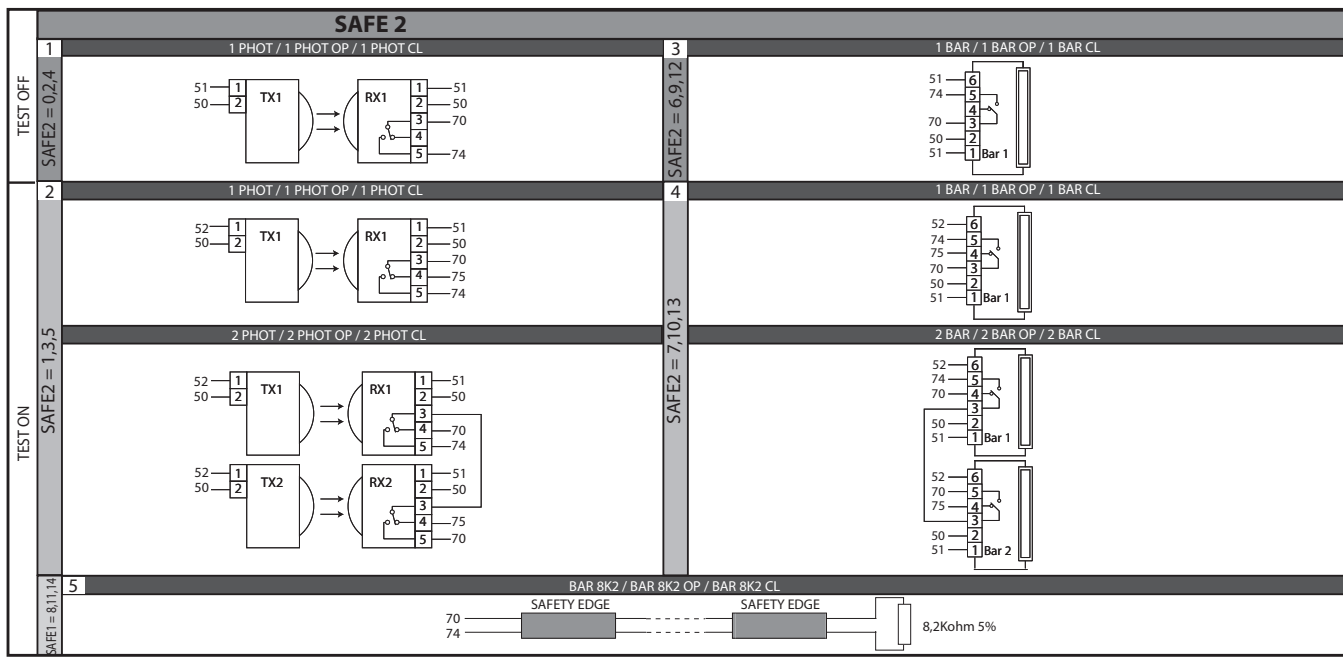 SAFE 2
TEST OFF
SAFE2 = 0,2,4
1
1 PHOT / 1 PHOT OP / 1 PHOT CL
51 1 TX1 RX1 1 51
50 2 2 50
3 70
4
5 74
SAFE2 = 6,9,12
3
1 BAR / 1 BAR OP / 1 BAR CL
51 6
74 5
4
70 3
50 2
51 1 Bar 1
TEST ON
SAFE2 = 1,3,5
2
1 PHOT / 1 PHOT OP / 1 PHOT CL
52 1 TX1 RX1 1 51
50 2 2 50
3 70
4 75
5 74
2 PHOT / 2 PHOT OP / 2 PHOT CL
52 1 TX1 RX1 1 51
50 2 2 50
3
4 70
5 74
52 1 TX2 RX2 1 51
50 2 2 50
3
4 75
5 70
SAFE2 = 7,10,13
4
1 BAR / 1 BAR OP / 1 BAR CL
52 6
74 5
75 4
70 3
50 2
51 1 Bar 1
2 BAR / 2 BAR OP / 2 BAR CL
52 6
74 5
70 4
3
50 2
51 1 Bar 1
52 6
70 5
75 4
3
50 2
51 1 Bar 2
SAFE1 = 8,11,14
5
BAR 8K2 / BAR 8K2 OP / BAR 8K2 CL
SAFETY EDGE SAFETY EDGE
70
74
8,2Kohm 5%